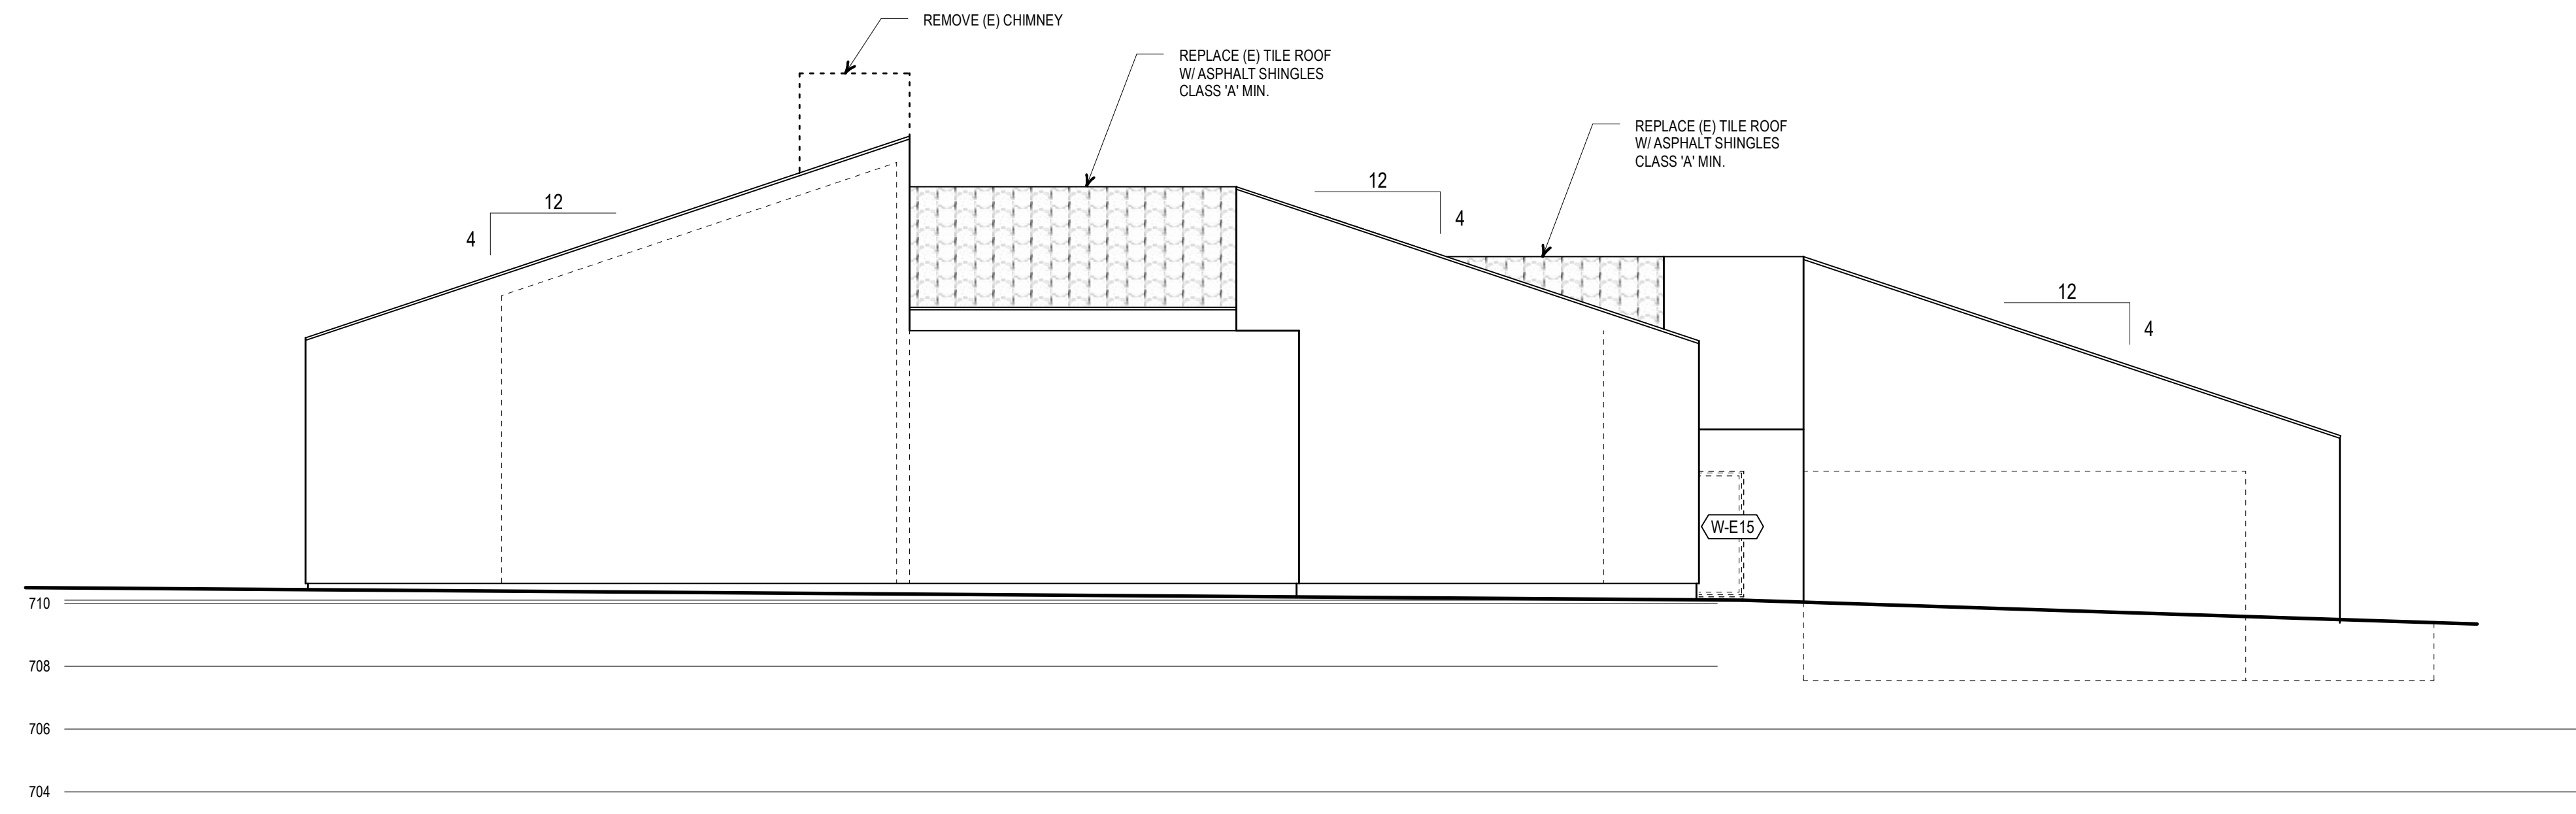 REMOVE (E) CHIMNEY
REPLACE (E) TILE ROOF
W/ ASPHALT SHINGLES
CLASS 'A' MIN.
REPLACE (E) TILE ROOF
W/ ASPHALT SHINGLES
CLASS 'A' MIN.
12
4
12
4
12
4
W-E15
710
708
706
704